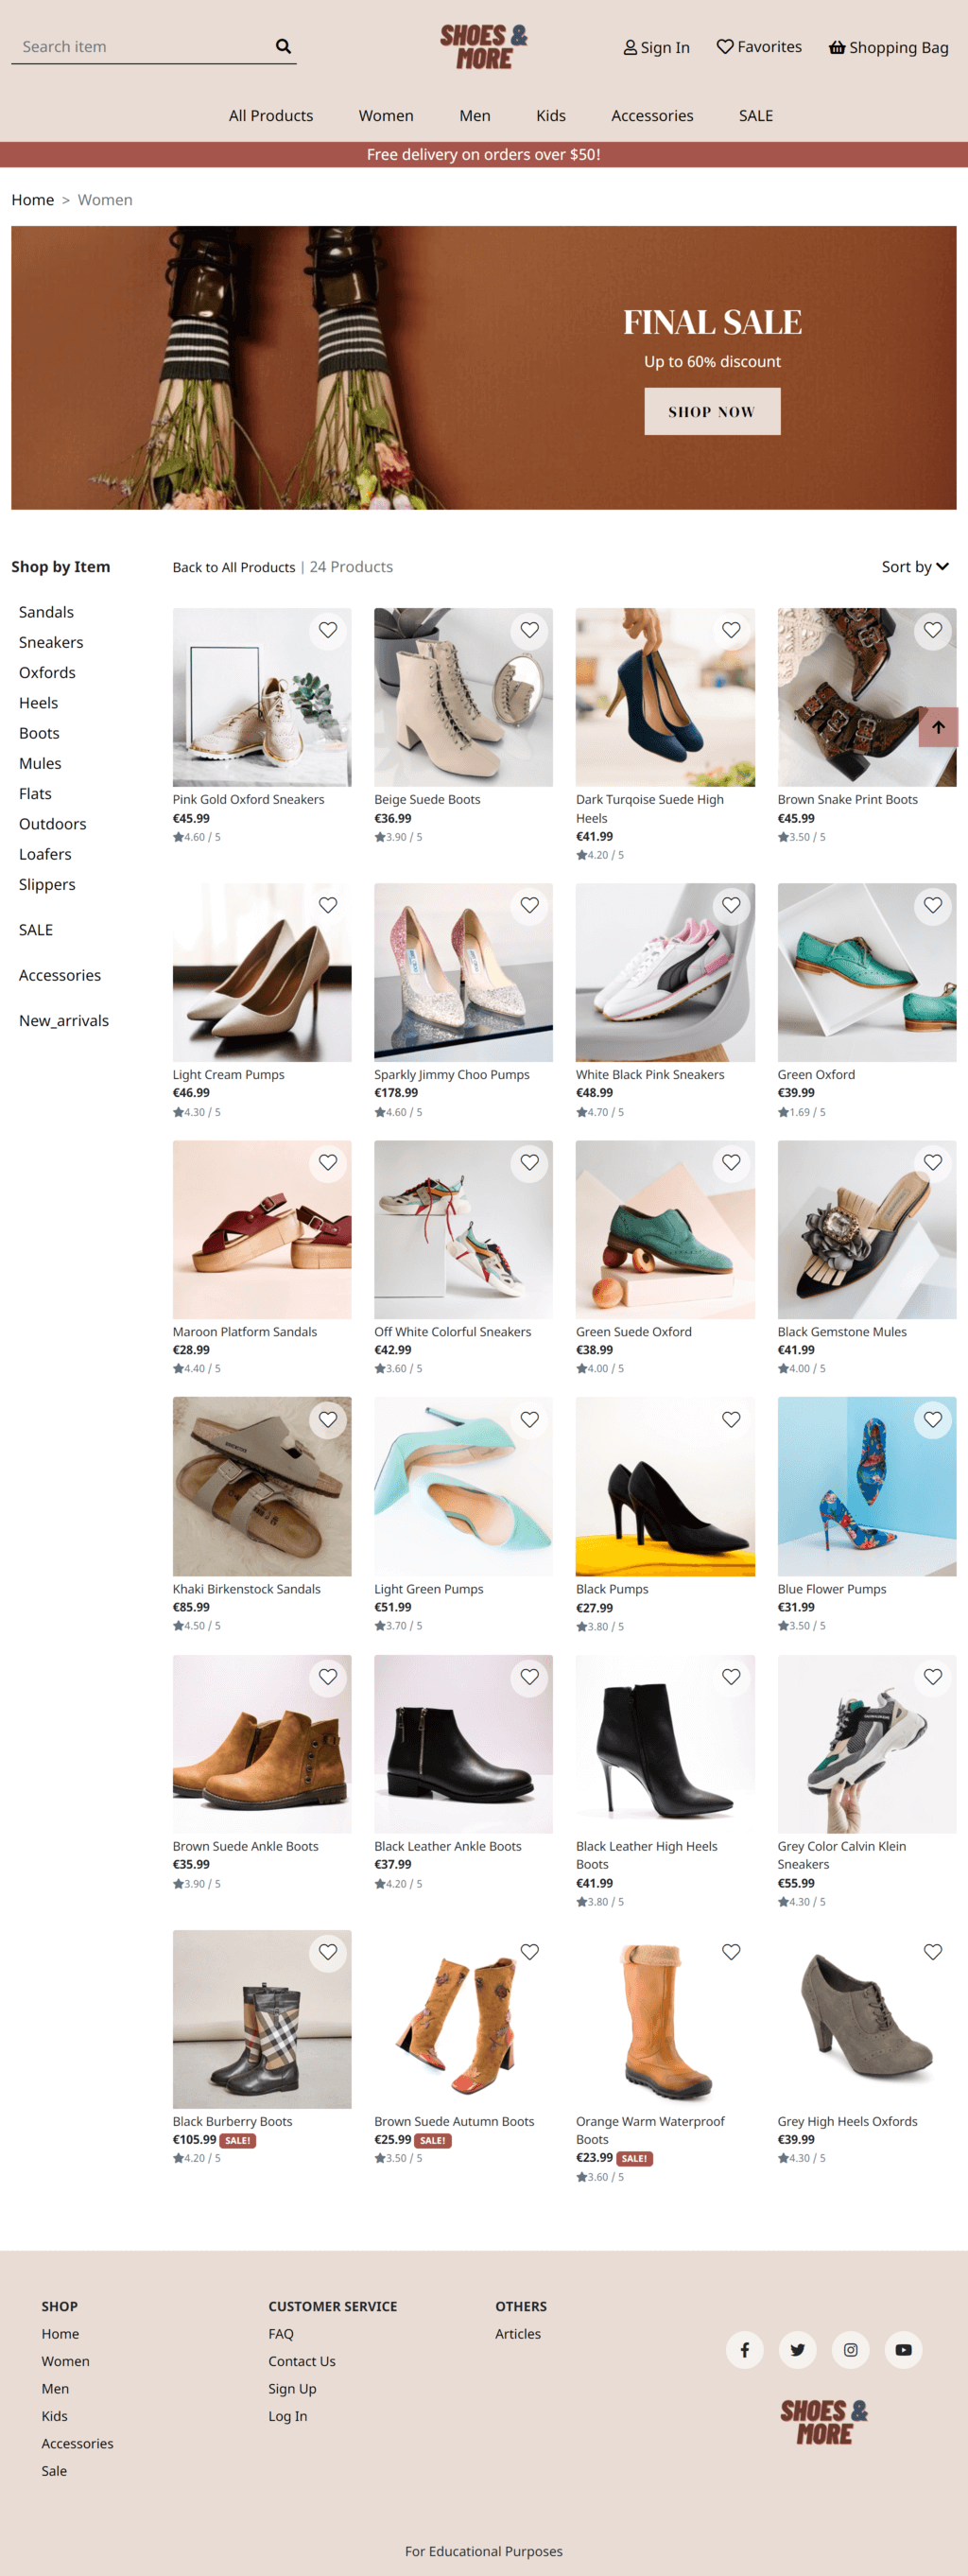 Search item
SHOES &
MORE
Sign In
Favorites
Shopping Bag
All Products
Women
Men
Kids
Accessories
SALE
Free delivery on orders over $50!
Home > Women
FINAL SALE
Up to 60% discount
SHOP NOW
Shop by Item
Sandals
Sneakers
Oxfords
Heels
Boots
Mules
Flats
Outdoors
Loafers
Slippers
SALE
Accessories
New_arrivals
Back to All Products | 24 Products
Sort by
Pink Gold Oxford Sneakers
€45.99
4.60 / 5
Beige Suede Boots
€36.99
3.90 / 5
Dark Turqoise Suede High
Heels
€41.99
4.20 / 5
Brown Snake Print Boots
€45.99
3.50 / 5
Light Cream Pumps
€46.99
4.30 / 5
Sparkly Jimmy Choo Pumps
€178.99
4.60 / 5
White Black Pink Sneakers
€48.99
4.70 / 5
Green Oxford
€39.99
1.69 / 5
Maroon Platform Sandals
€28.99
4.40 / 5
Off White Colorful Sneakers
€42.99
3.60 / 5
Green Suede Oxford
€38.99
4.00 / 5
Black Gemstone Mules
€41.99
4.00 / 5
Khaki Birkenstock Sandals
€85.99
4.50 / 5
Light Green Pumps
€51.99
3.70 / 5
Black Pumps
€27.99
3.80 / 5
Blue Flower Pumps
€31.99
3.50 / 5
Brown Suede Ankle Boots
€35.99
3.90 / 5
Black Leather Ankle Boots
€37.99
4.20 / 5
Black Leather High Heels
Boots
€41.99
3.80 / 5
Grey Color Calvin Klein
Sneakers
€55.99
4.30 / 5
Black Burberry Boots
€105.99 SALE!
4.20 / 5
Brown Suede Autumn Boots
€25.99 SALE!
3.50 / 5
Orange Warm Waterproof
Boots
€23.99 SALE!
3.60 / 5
Grey High Heels Oxfords
€39.99
4.30 / 5
SHOP
Home
Women
Men
Kids
Accessories
Sale
CUSTOMER SERVICE
FAQ
Contact Us
Sign Up
Log In
OTHERS
Articles
SHOES &
MORE
For Educational Purposes